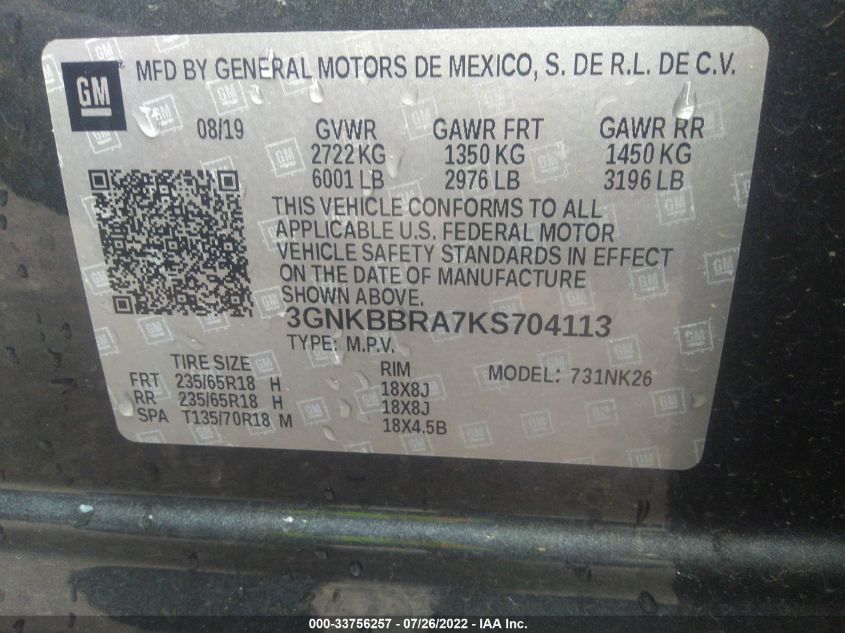 GM
MFD BY GENERAL MOTORS DE MEXICO, S. DE R.L. DE C.V.
08/19 GVWR GAWR FRT GAWR RR
2722 KG 1350 KG 1450 KG
6001 LB 2976 LB 3196 LB
THIS VEHICLE CONFORMS TO ALL
APPLICABLE U.S. FEDERAL MOTOR
VEHICLE SAFETY STANDARDS IN EFFECT
ON THE DATE OF MANUFACTURE
SHOWN ABOVE.
3GNKBBRA7KS704113
TYPE: M.P.V.
TIRE SIZE RIM MODEL: 731NK26
FRT 235/65R18 H 18X8J
RR 235/65R18 H 18X8J
SPA T135/70R18 M 18X4.5B
000-33756257 - 07/26/2022 - IAAI.com